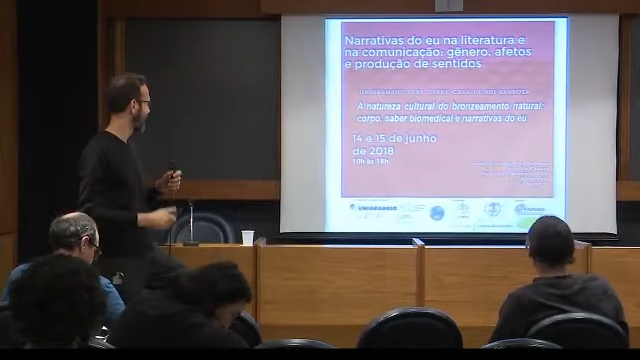 Narrativas do eu na literatura e
na comunicação: gênero, afetos
e produção de sentidos
UNIGRANRIO UERJ UFRRJ CASA DE RUI BARBOSA
A natureza cultural do bronzeamento natural:
corpo, saber biomedical e narrativas do eu
14 e 15 de junho
de 2018
10h às 18h
UNIGRANRIO